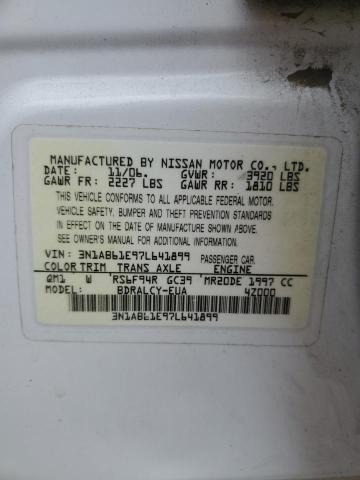 MANUFACTURED BY NISSAN MOTOR CO., LTD.
DATE: 11/06. GVWR: 3920 LBS
GAWR FR: 2227 LBS GAWR RR: 1810 LBS
THIS VEHICLE CONFORMS TO ALL APPLICABLE FEDERAL MOTOR
VEHICLE SAFETY, BUMPER AND THEFT PREVENTION STANDARDS
IN EFFECT ON THE DATE OF MANUFACTURE SHOWN ABOVE.
SEE OWNER'S MANUAL FOR MORE INFORMATION.
VIN: 3N1AB61E97L641899 PASSENGER CAR.
COLOR TRIM TRANS AXLE ENGINE
QM1 W RS6F94R GC39 MR20DE 1997 CC
MODEL: BDRALCY-EUA 4Z000
3N1AB61E97L641899